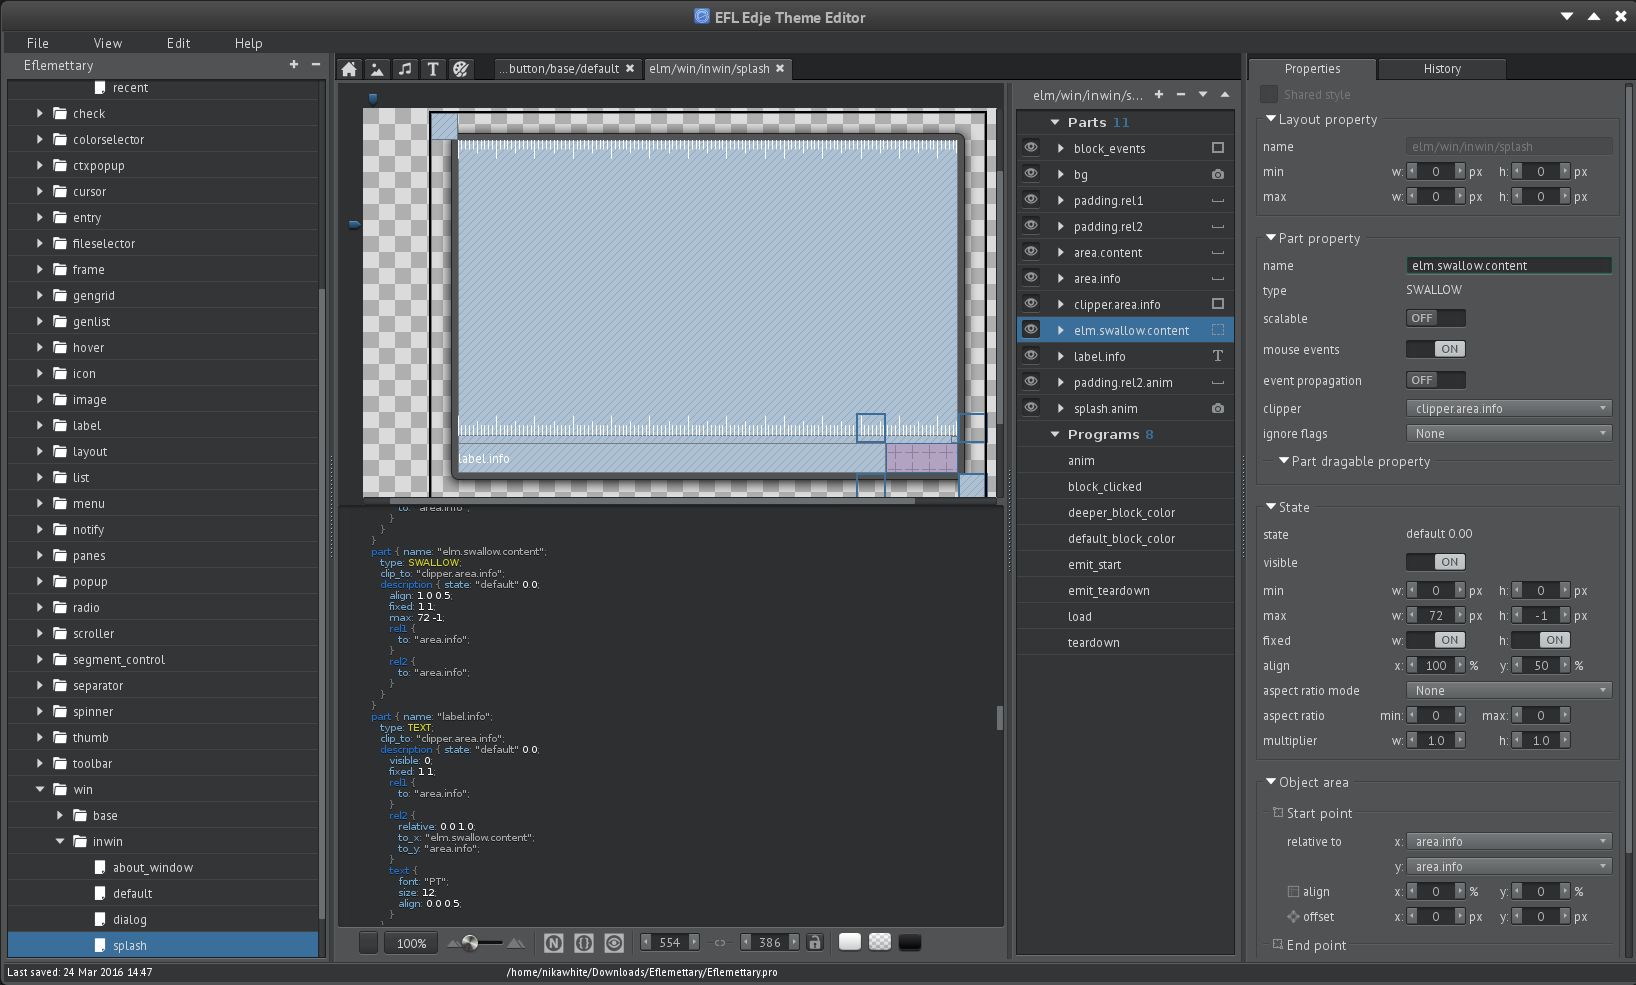 EFL Edje Theme Editor
File View Edit Help
Eflemettary
recent
check
colorselector
ctxpopup
cursor
entry
fileselector
frame
gengrid
genlist
hover
icon
image
label
layout
list
menu
notify
panes
popup
radio
scroller
segment_control
separator
spinner
thumb
toolbar
win
base
inwin
about_window
default
dialog
splash
...button/base/default
elm/win/inwin/splash
label.info
to: "area.info";
}
}
}
part { name: "elm.swallow.content";
type: SWALLOW;
clip_to: "clipper.area.info";
description { state: "default" 0.0;
align: 1.0 0.5;
fixed: 1 1;
max: 72 -1;
rel1 {
to: "area.info";
}
rel2 {
to: "area.info";
}
}
}
part { name: "label.info";
type: TEXT;
clip_to: "clipper.area.info";
description { state: "default" 0.0;
visible: 0;
fixed: 1 1;
rel1 {
to: "area.info";
}
rel2 {
relative: 0.0 1.0;
to_x: "elm.swallow.content";
to_y: "area.info";
}
text {
font: "PT";
size: 12;
align: 0.0 0.5;
}
}
100%
N
554
386
elm/win/inwin/s...
Parts 11
block_events
bg
padding.rel1
padding.rel2
area.content
area.info
clipper.area.info
elm.swallow.content
label.info T
padding.rel2.anim
splash.anim
Programs 8
anim
block_clicked
deeper_block_color
default_block_color
emit_start
emit_teardown
load
teardown
Properties
History
Shared style
Layout property
name elm/win/inwin/splash
min w: 0 px h: 0 px
max w: 0 px h: 0 px
Part property
name elm.swallow.content
type SWALLOW
scalable OFF
mouse events ON
event propagation OFF
clipper clipper.area.info
ignore flags None
Part dragable property
State
state default 0.00
visible ON
min w: 0 px h: 0 px
max w: 72 px h: -1 px
fixed w: ON h: ON
align x: 100 % y: 50 %
aspect ratio mode None
aspect ratio min: 0 max: 0
multiplier w: 1.0 h: 1.0
Object area
Start point
relative to x: area.info
y: area.info
align x: 0 % y: 0 %
offset x: 0 px y: 0 px
End point
Last saved: 24 Mar 2016 14:47
/home/nikawhite/Downloads/Eflemettary/Eflemettary.pro